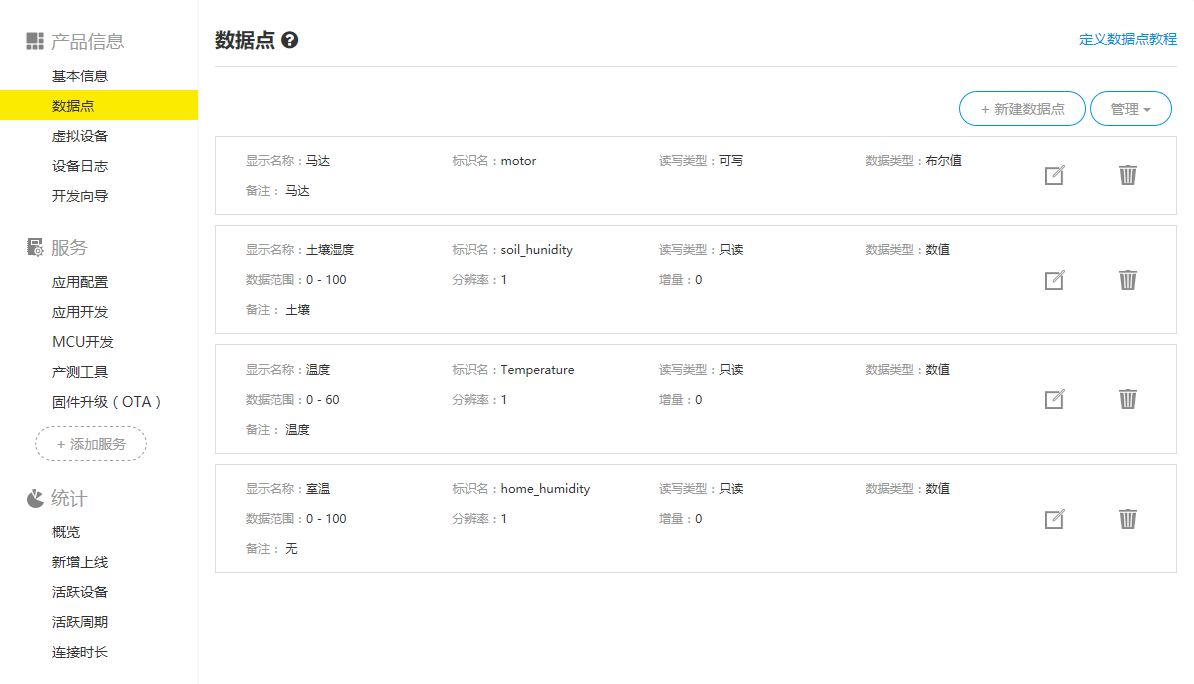 产品信息
基本信息
数据点
虚拟设备
设备日志
开发向导
服务
应用配置
应用开发
MCU开发
产测工具
固件升级（OTA）
+ 添加服务
统计
概览
新增上线
活跃设备
活跃周期
连接时长
数据点 ?
定义数据点教程
+ 新建数据点 管理
显示名称：马达 标识名：motor 读写类型：可写 数据类型：布尔值
备注： 马达
显示名称：土壤湿度 标识名：soil_hunidity 读写类型：只读 数据类型：数值
数据范围：0 - 100 分辨率：1 增量：0
备注： 土壤
显示名称：温度 标识名：Temperature 读写类型：只读 数据类型：数值
数据范围：0 - 60 分辨率：1 增量：0
备注： 温度
显示名称：室温 标识名：home_humidity 读写类型：只读 数据类型：数值
数据范围：0 - 100 分辨率：1 增量：0
备注： 无